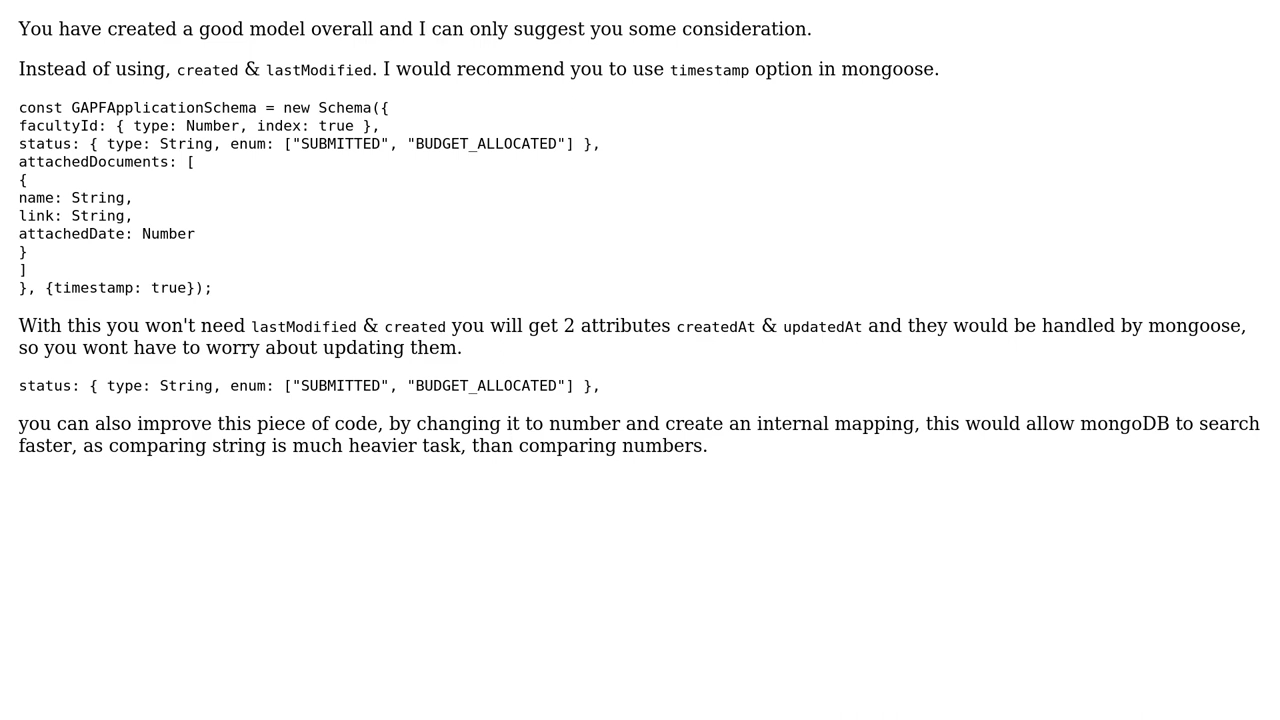 You have created a good model overall and I can only suggest you some consideration.
Instead of using, created & lastModified. I would recommend you to use timestamp option in mongoose.
const GAPFApplicationSchema = new Schema({
facultyId: { type: Number, index: true },
status: { type: String, enum: ["SUBMITTED", "BUDGET_ALLOCATED"] },
attachedDocuments: [
{
name: String,
link: String,
attachedDate: Number
}
]
}, {timestamp: true});
With this you won't need lastModified & created you will get 2 attributes createdAt & updatedAt and they would be handled by mongoose,
so you wont have to worry about updating them.
status: { type: String, enum: ["SUBMITTED", "BUDGET_ALLOCATED"] },
you can also improve this piece of code, by changing it to number and create an internal mapping, this would allow mongoDB to search
faster, as comparing string is much heavier task, than comparing numbers.